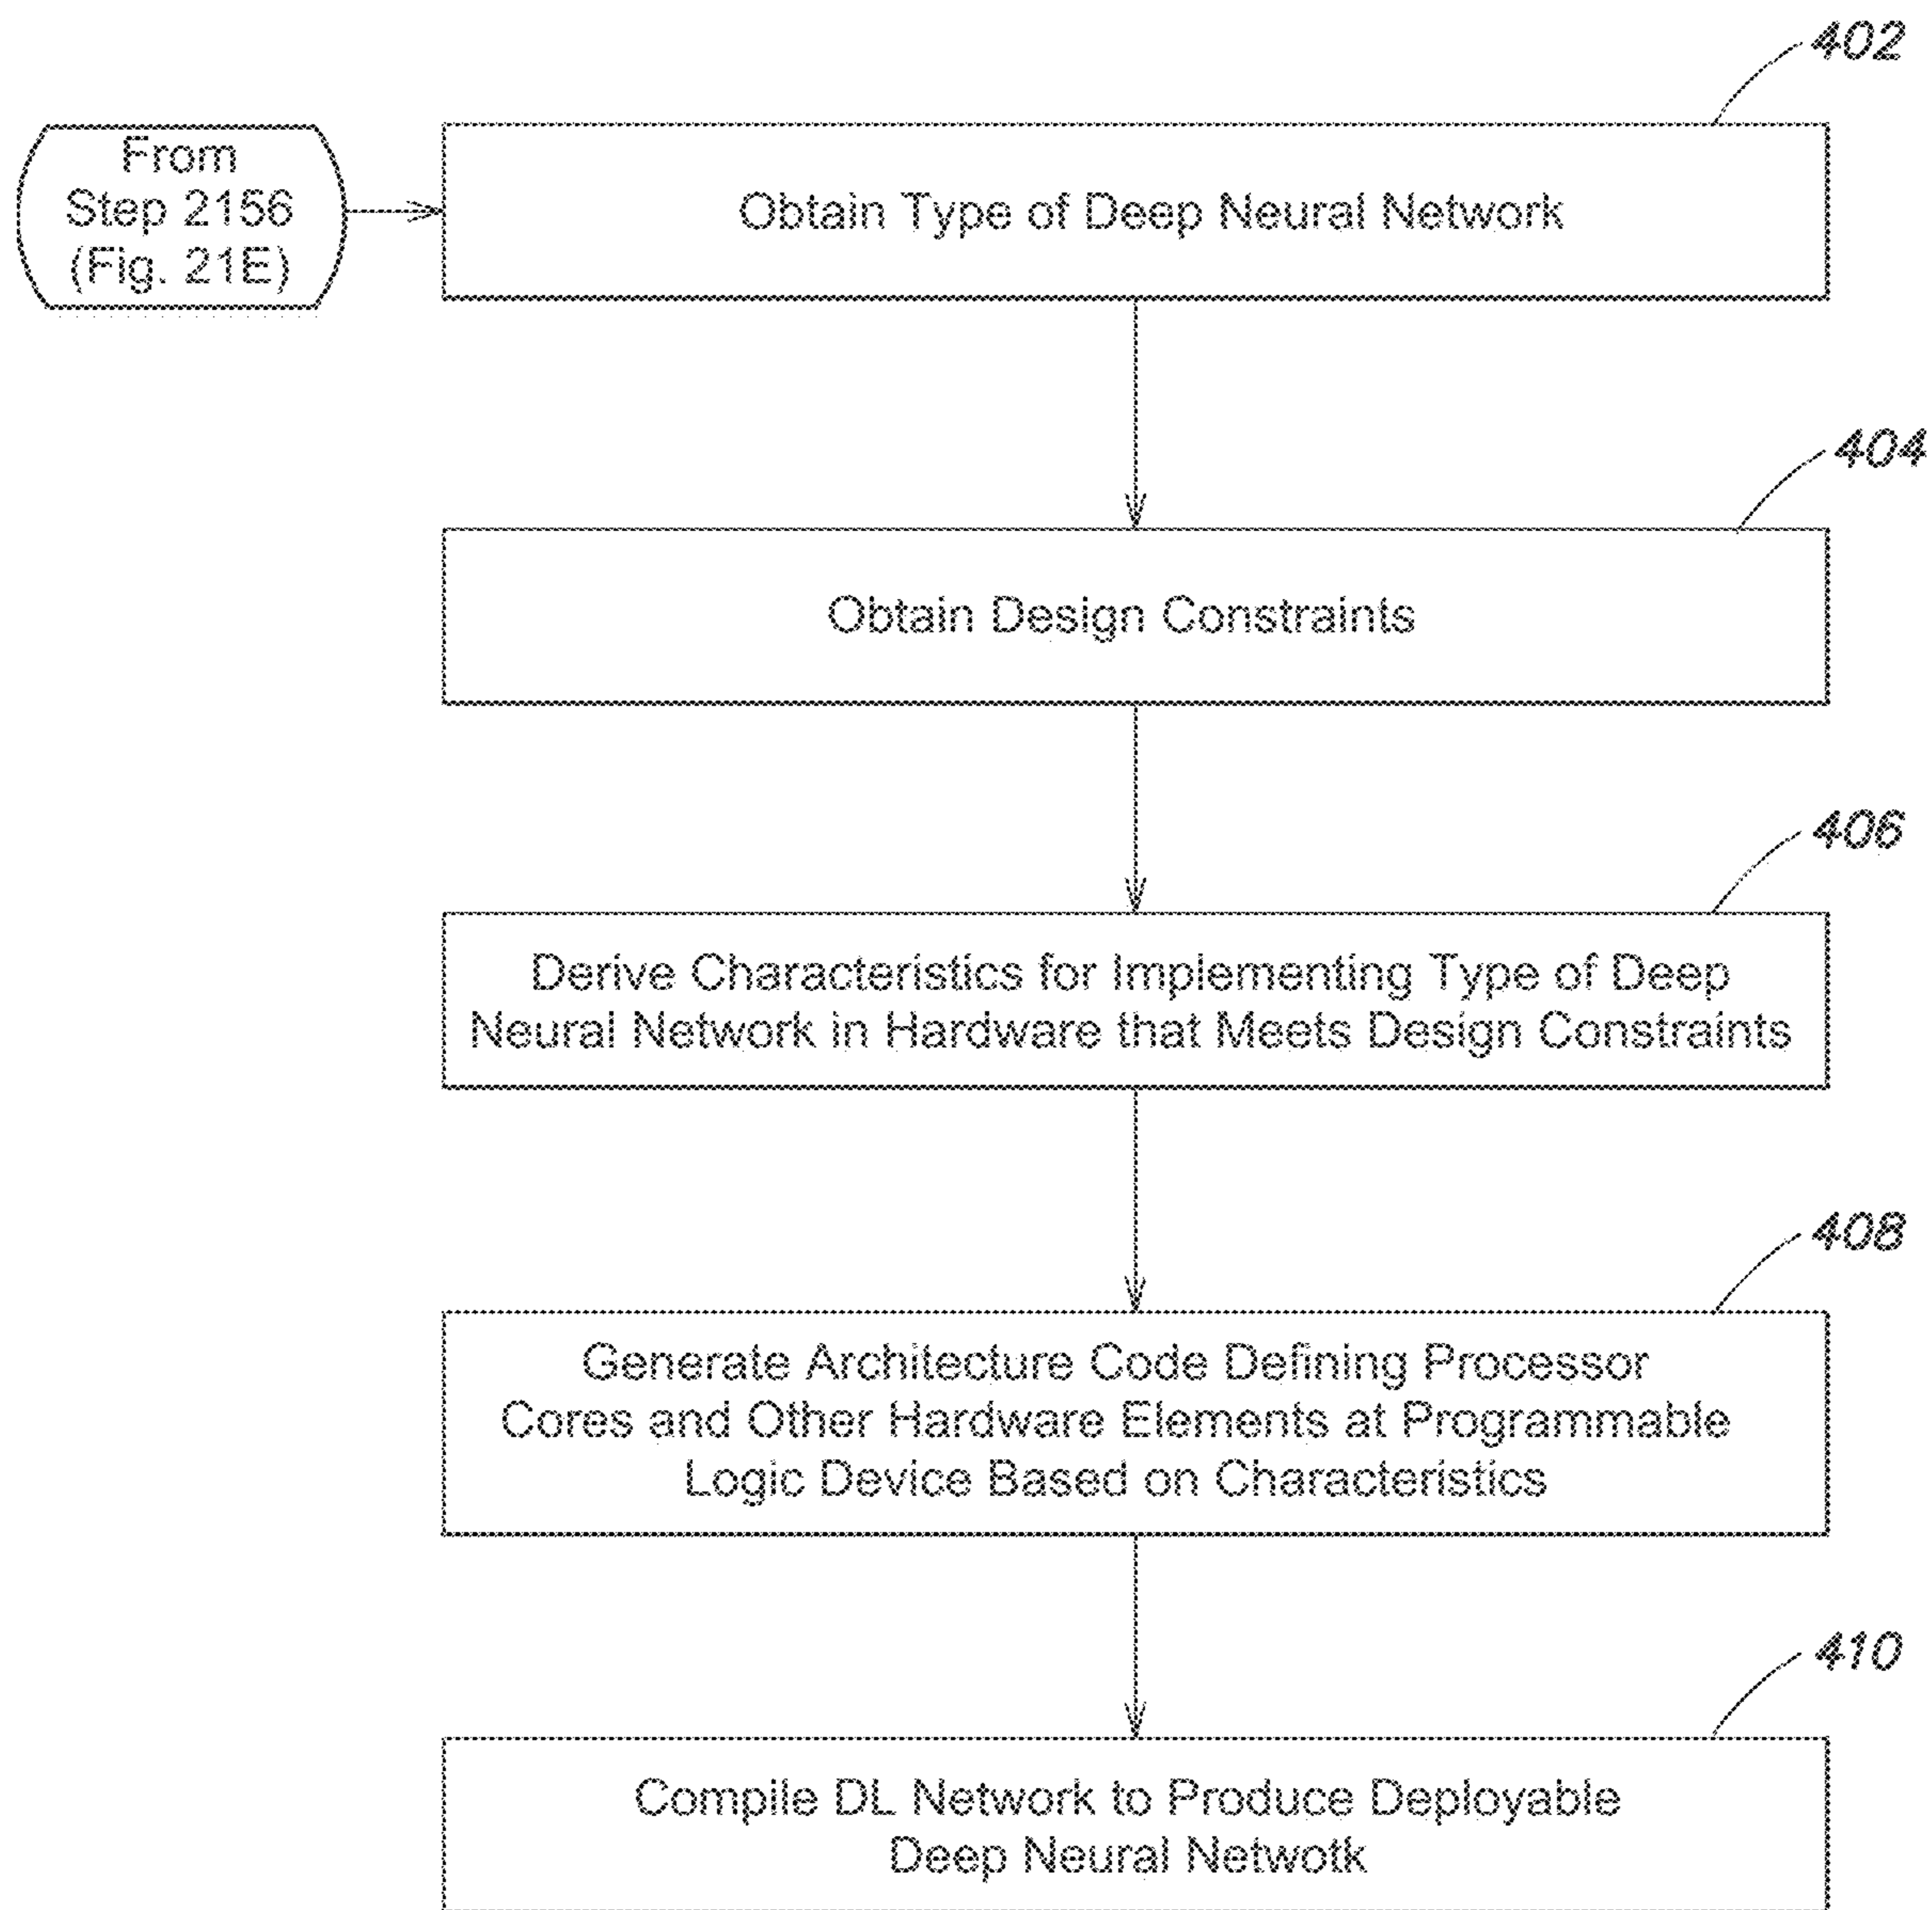 402
From
Step 2156
(Fig. 21E)
Obtain Type of Deep Neural Network
404
Obtain Design Constraints
406
Derive Characteristics for Implementing Type of Deep
Neural Network in Hardware that Meets Design Constraints
408
Generate Architecture Code Defining Processor
Cores and Other Hardware Elements at Programmable
Logic Device Based on Characteristics
410
Compile DL Network to Produce Deployable
Deep Neural Netwotk